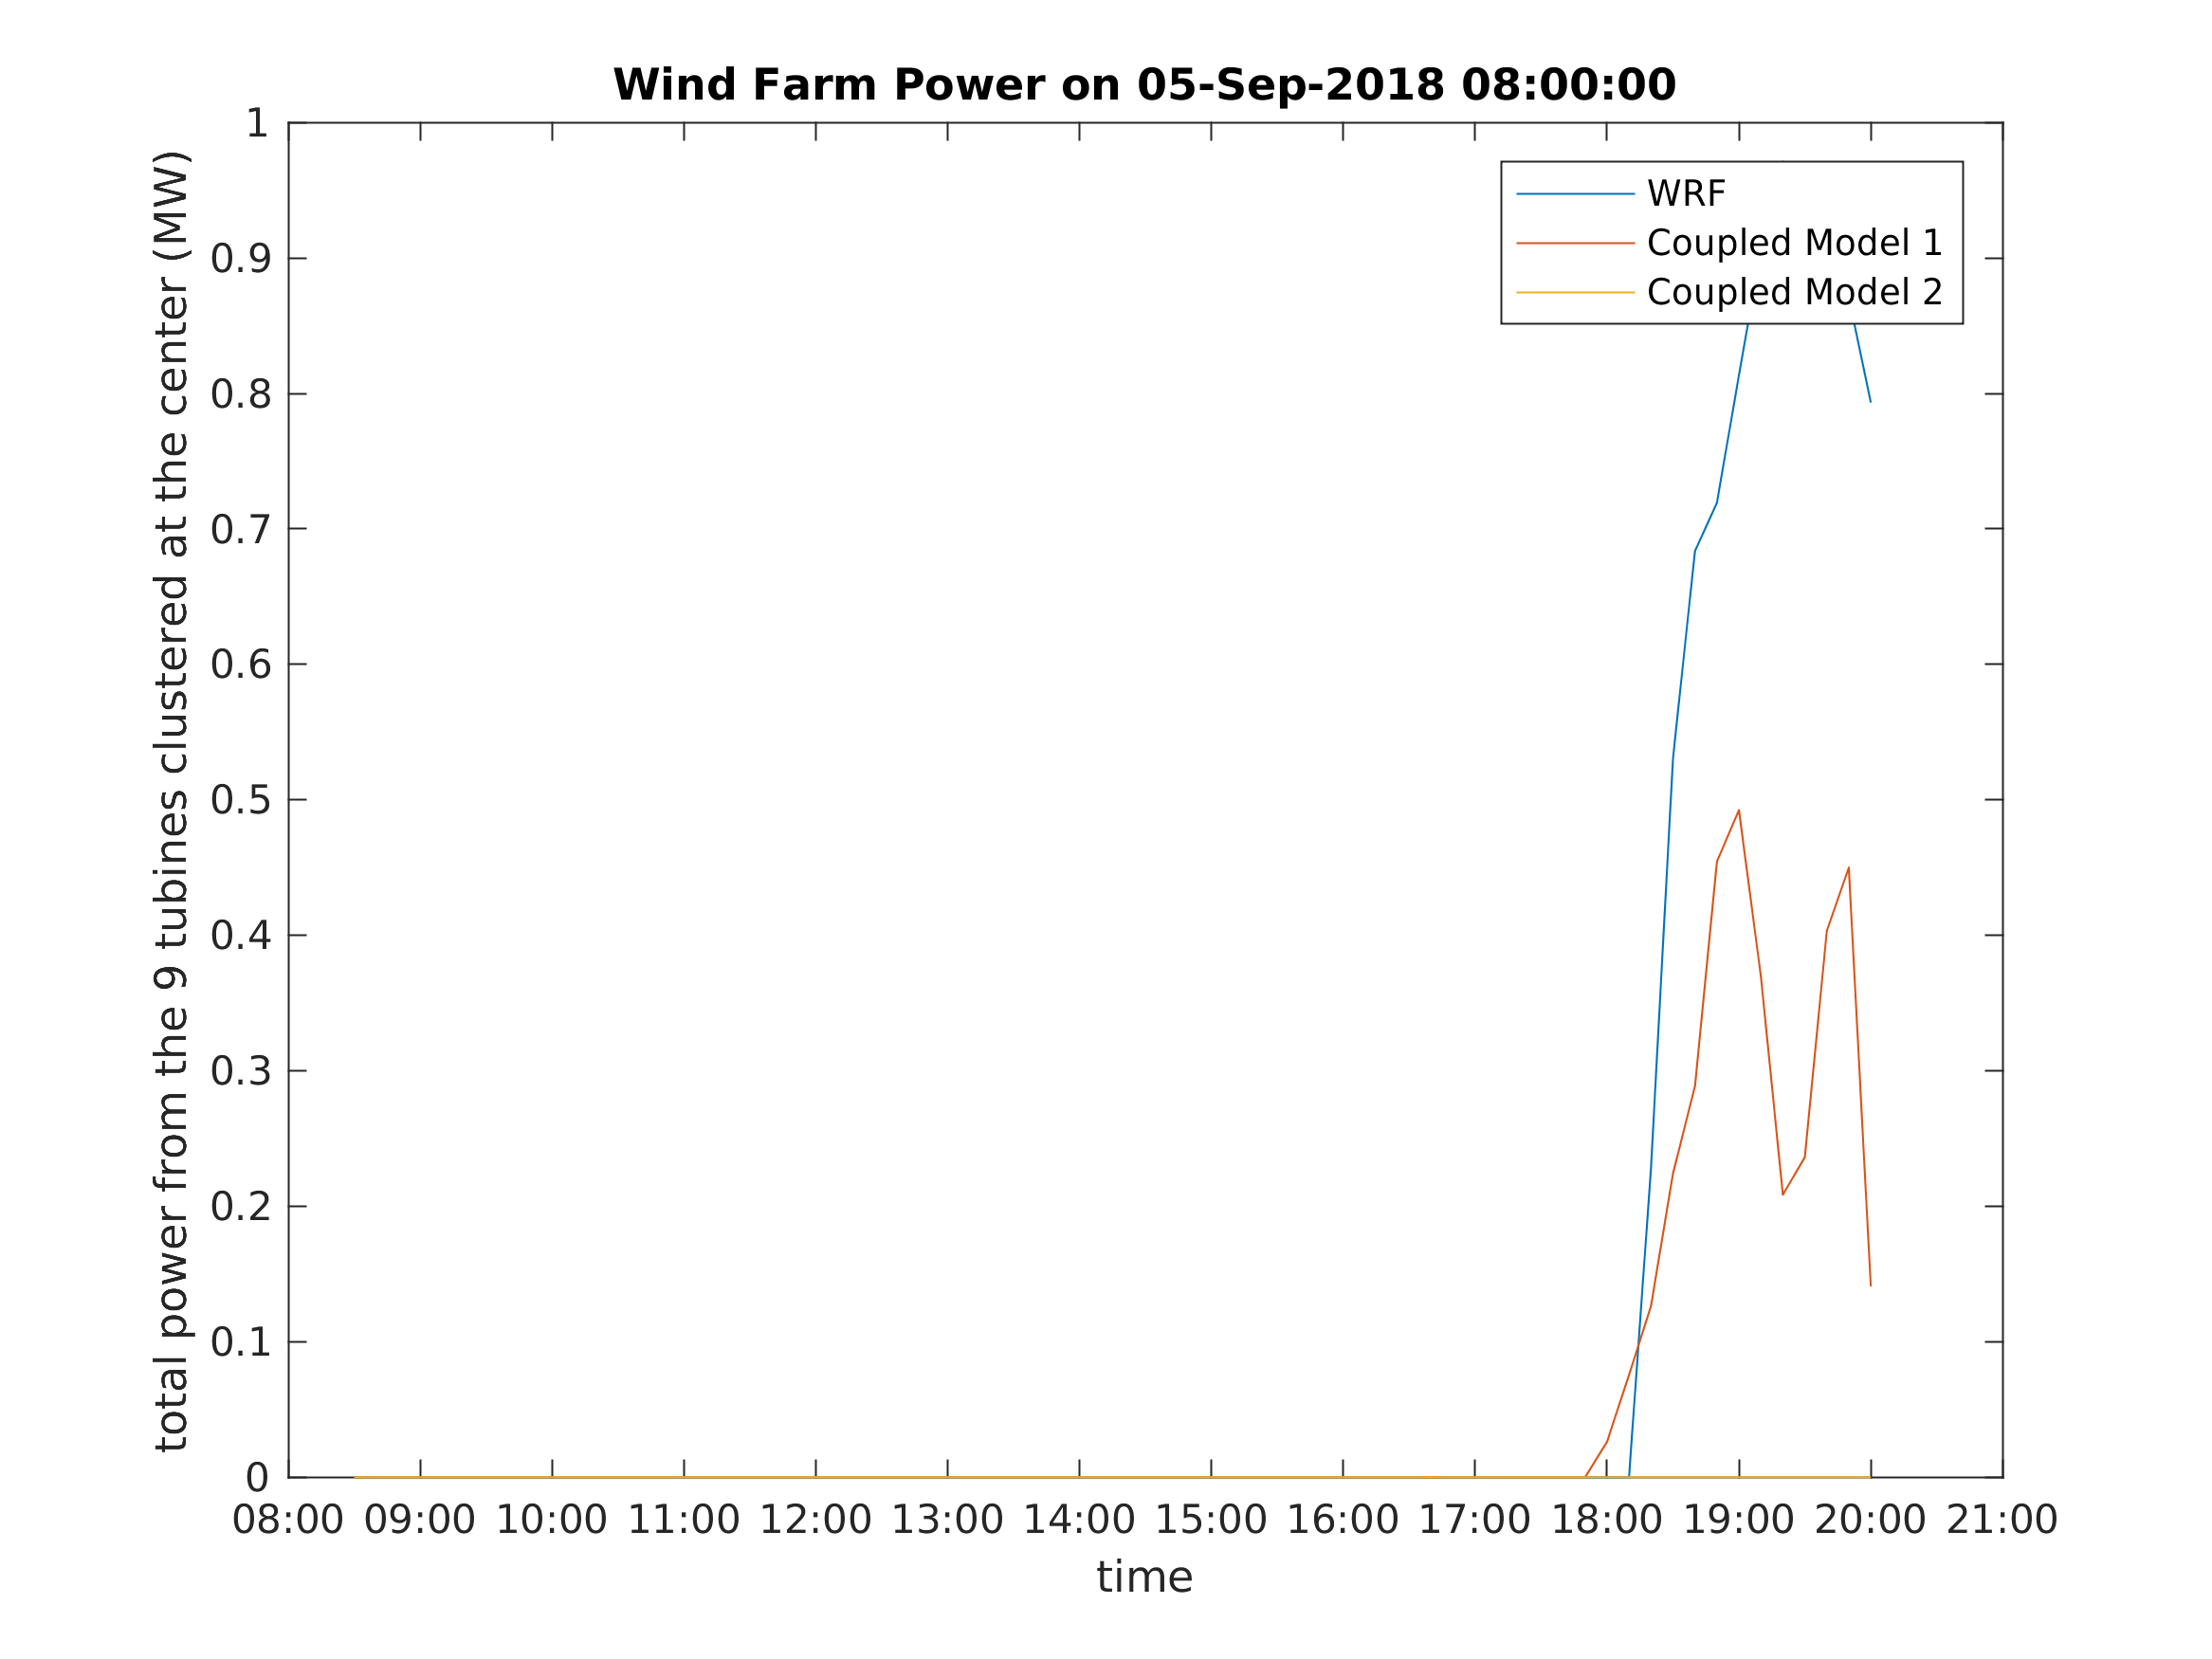 Wind Farm Power on 05-Sep-2018 08:00:00
total power from the 9 tubines clustered at the center (MW)
1
0.9
0.8
0.7
0.6
0.5
0.4
0.3
0.2
0.1
0
WRF
Coupled Model 1
Coupled Model 2
08:00 09:00 10:00 11:00 12:00 13:00 14:00 15:00 16:00 17:00 18:00 19:00 20:00 21:00
time